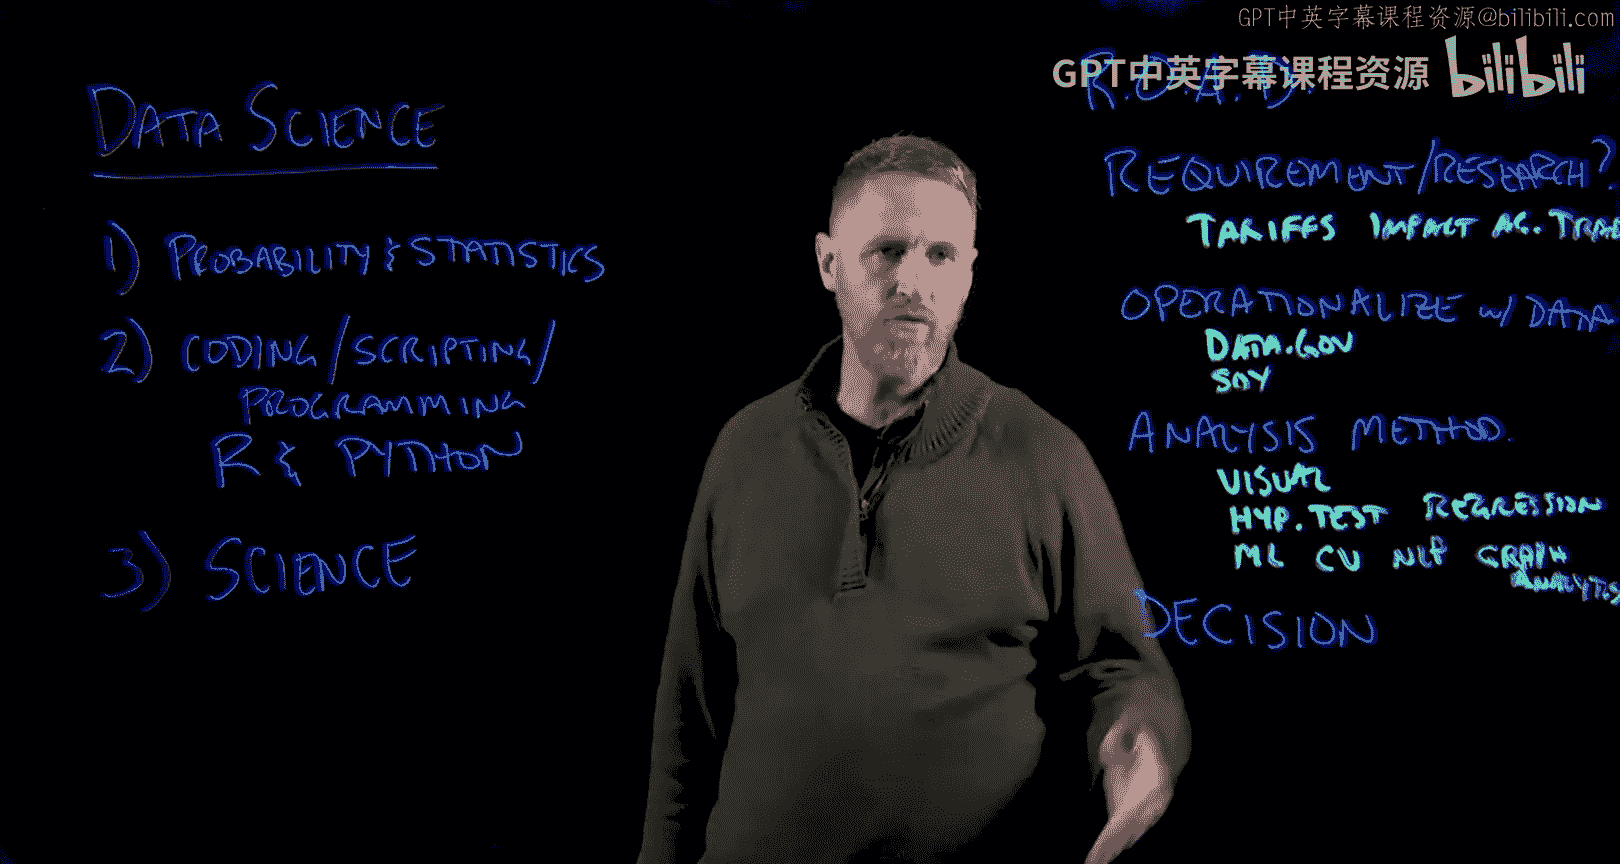 GPT中英字幕课程资源@bilibili.com
GPT中英字幕课程资源 bilibili
DATA SCIENCE
1) PROBABILITY & STATISTICS
2) CODING/SCRIPTING/
PROGRAMMING
R & PYTHON
3) SCIENCE
R.O.A.D.
REQUIREMENT/RESEARCH?
TARIFFS IMPACT AG.
OPERATIONALIZE W/ DATA
DATA.GOV
SOY
ANALYSIS METHOD.
VISUAL
HYP. TEST REGRESSION
ML CV NLP GRAPH
ANALYTICS
DECISION